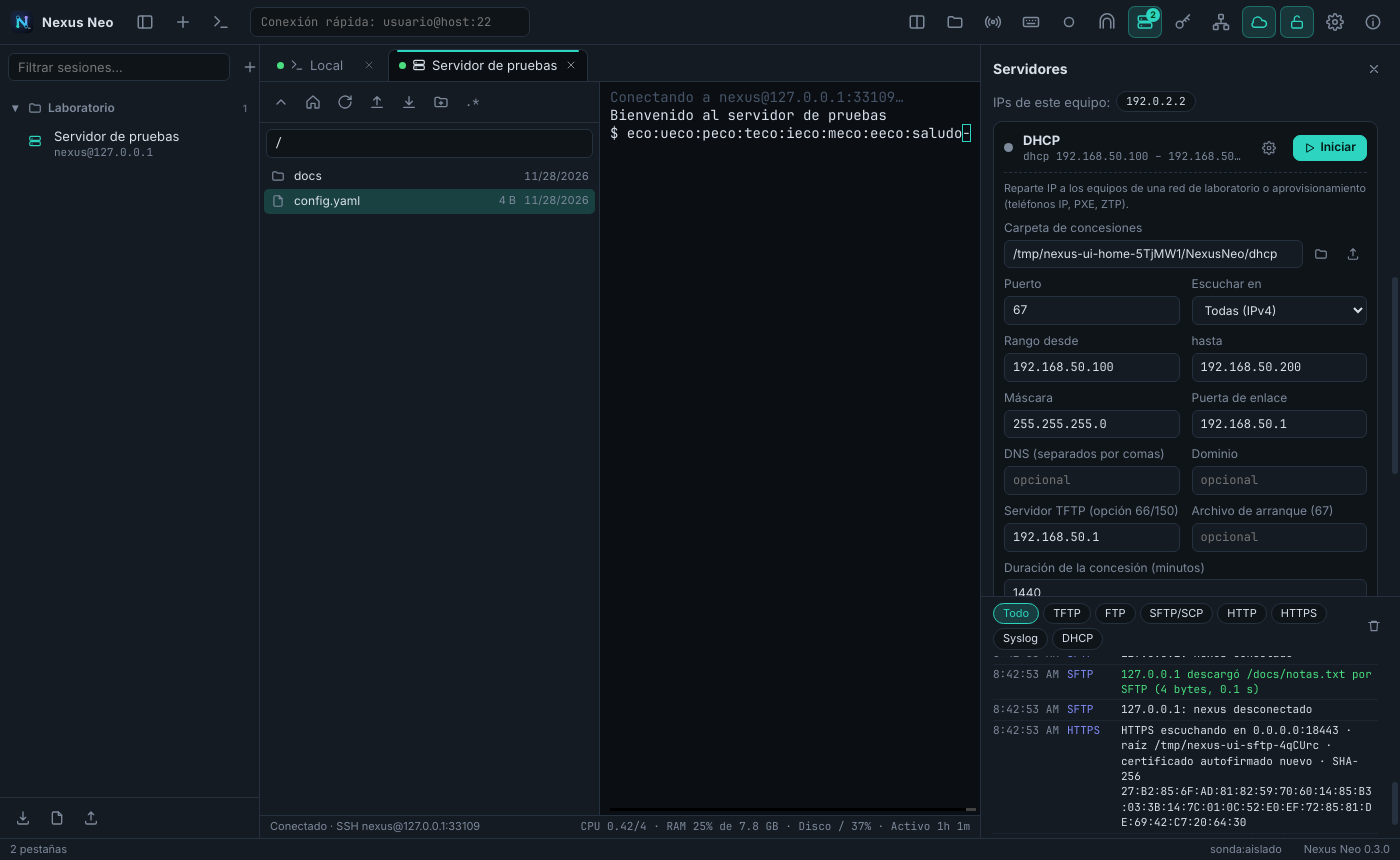 Nexus Neo
Conexión rápida: usuario@host:22
2
Filtrar sesiones...
Laboratorio
1
Servidor de pruebas
nexus@127.0.0.1
Local
Servidor de pruebas
.*
/
docs
11/28/2026
config.yaml
4 B 11/28/2026
Conectando a nexus@127.0.0.1:33109…
Bienvenido al servidor de pruebas
$ eco:ueco:peco:teco:ieco:meco:eeco:saludo-
Servidores
IPs de este equipo: 192.0.2.2
DHCP
dhcp 192.168.50.100 – 192.168.50…
Iniciar
Reparte IP a los equipos de una red de laboratorio o aprovisionamiento
(teléfonos IP, PXE, ZTP).
Carpeta de concesiones
/tmp/nexus-ui-home-5TjMW1/NexusNeo/dhcp
Puerto
Escuchar en
67
Todas (IPv4)
Rango desde
hasta
192.168.50.100
192.168.50.200
Máscara
Puerta de enlace
255.255.255.0
192.168.50.1
DNS (separados por comas)
Dominio
opcional
opcional
Servidor TFTP (opción 66/150)
Archivo de arranque (67)
192.168.50.1
opcional
Duración de la concesión (minutos)
1440
Todo
TFTP
FTP
SFTP/SCP
HTTP
HTTPS
Syslog
DHCP
8:42:53 AM SFTP 127.0.0.1 descargó /docs/notas.txt por
SFTP (4 bytes, 0.1 s)
8:42:53 AM SFTP 127.0.0.1: nexus desconectado
8:42:53 AM HTTPS HTTPS escuchando en 0.0.0.0:18443 ·
raíz /tmp/nexus-ui-sftp-4qCUrc ·
certificado autofirmado nuevo · SHA-
256
27:B2:85:6F:AD:81:82:59:70:60:14:85:B3
:03:3B:14:7C:01:0C:52:E0:EF:72:85:81:D
E:69:42:C7:20:64:30
Conectado · SSH nexus@127.0.0.1:33109
CPU 0.42/4 · RAM 25% de 7.8 GB · Disco / 37% · Activo 1h 1m
2 pestañas
sonda:aislado
Nexus Neo 0.3.0